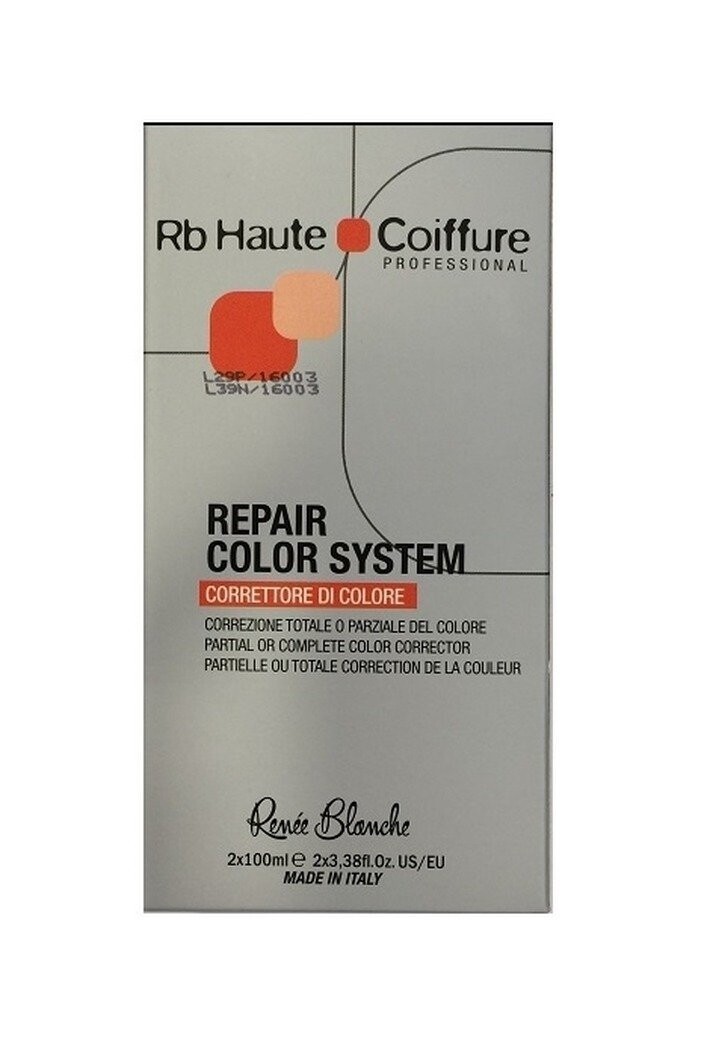 Rb Haute Coiffure
PROFESSIONAL
L29P/16003
L39N/16003
REPAIR
COLOR SYSTEM
CORRETTORE DI COLORE
CORREZIONE TOTALE O PARZIALE DEL COLORE
PARTIAL OR COMPLETE COLOR CORRECTOR
PARTIELLE OU TOTALE CORRECTION DE LA COULEUR
Renée Blanche
2x100ml ℮ 2x3,38fl.Oz. US/EU
MADE IN ITALY